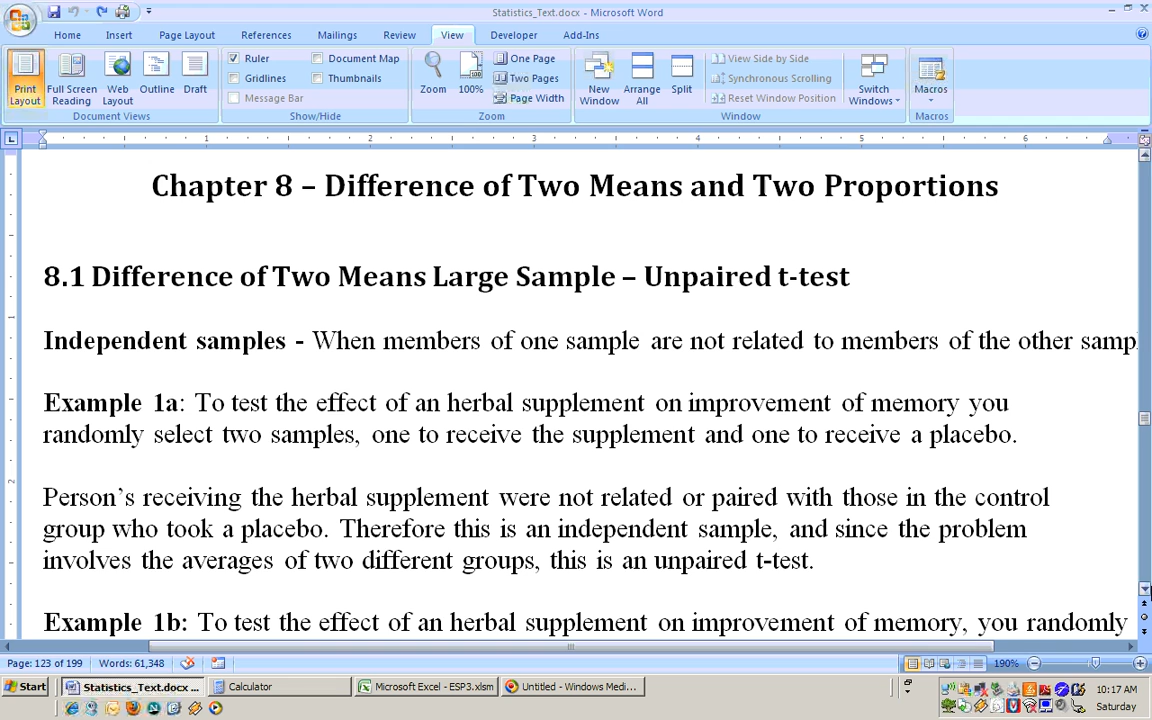 Statistics_Text.docx - Microsoft Word
Home Insert Page Layout References Mailings Review View Developer Add-Ins
Print Layout
Full Screen Reading
Web Layout
Outline
Draft
Document Views
Ruler
Gridlines
Message Bar
Document Map
Thumbnails
Show/Hide
Zoom
100%
One Page
Two Pages
Page Width
Zoom
New Window
Arrange All
Split
View Side by Side
Synchronous Scrolling
Reset Window Position
Window
Switch Windows
Macros
Macros
1 2 3 4 5 6
Chapter 8 – Difference of Two Means and Two Proportions
8.1 Difference of Two Means Large Sample – Unpaired t-test
Independent samples - When members of one sample are not related to members of the other samp
Example 1a: To test the effect of an herbal supplement on improvement of memory you
randomly select two samples, one to receive the supplement and one to receive a placebo.
Person's receiving the herbal supplement were not related or paired with those in the control
group who took a placebo. Therefore this is an independent sample, and since the problem
involves the averages of two different groups, this is an unpaired t-test.
Example 1b: To test the effect of an herbal supplement on improvement of memory, you randomly
Page: 123 of 199 Words: 61,348 190%
Start Statistics_Text.docx ... Calculator Microsoft Excel - ESP3.xlsm Untitled - Windows Medi... 10:17 AM
Saturday